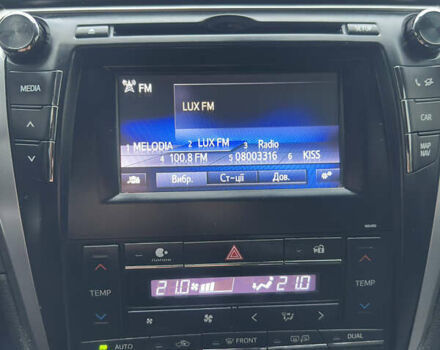 SETUP
FM
MEDIA
LUX FM
CAR
1 MELODIA 2 LUX FM 3 Radio
4 100.8 FM 5 08003316 6 KISS
MAP
NAV
Вибр. Ст-ції Дов.
TEMP 21.0 21.0 TEMP
AUTO FRONT DUAL